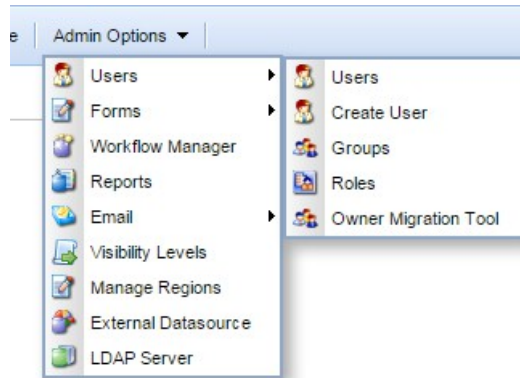 e
Admin Options
Users
Forms
Workflow Manager
Reports
Email
Visibility Levels
Manage Regions
External Datasource
LDAP Server
Users
Create User
Groups
Roles
Owner Migration Tool